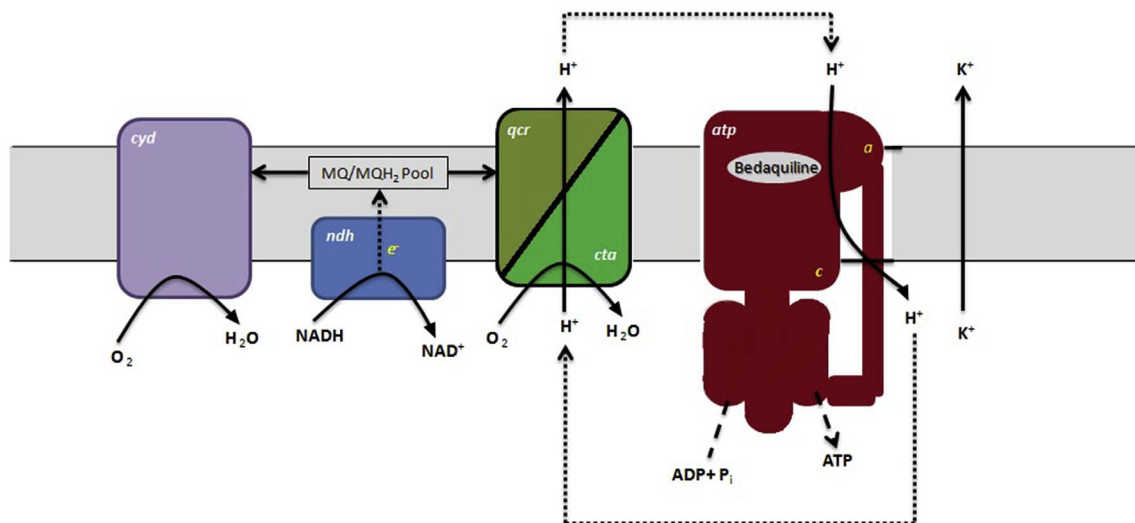 H⁺
H⁺
K⁺
cyd
qcr
atp
a
Bedaquiline
MQ/MQH₂ Pool
ndh
e⁻
cta
c
O₂
H₂O
NADH
NAD⁺
O₂
H⁺
H₂O
H⁺
K⁺
ADP+ Pᵢ
ATP